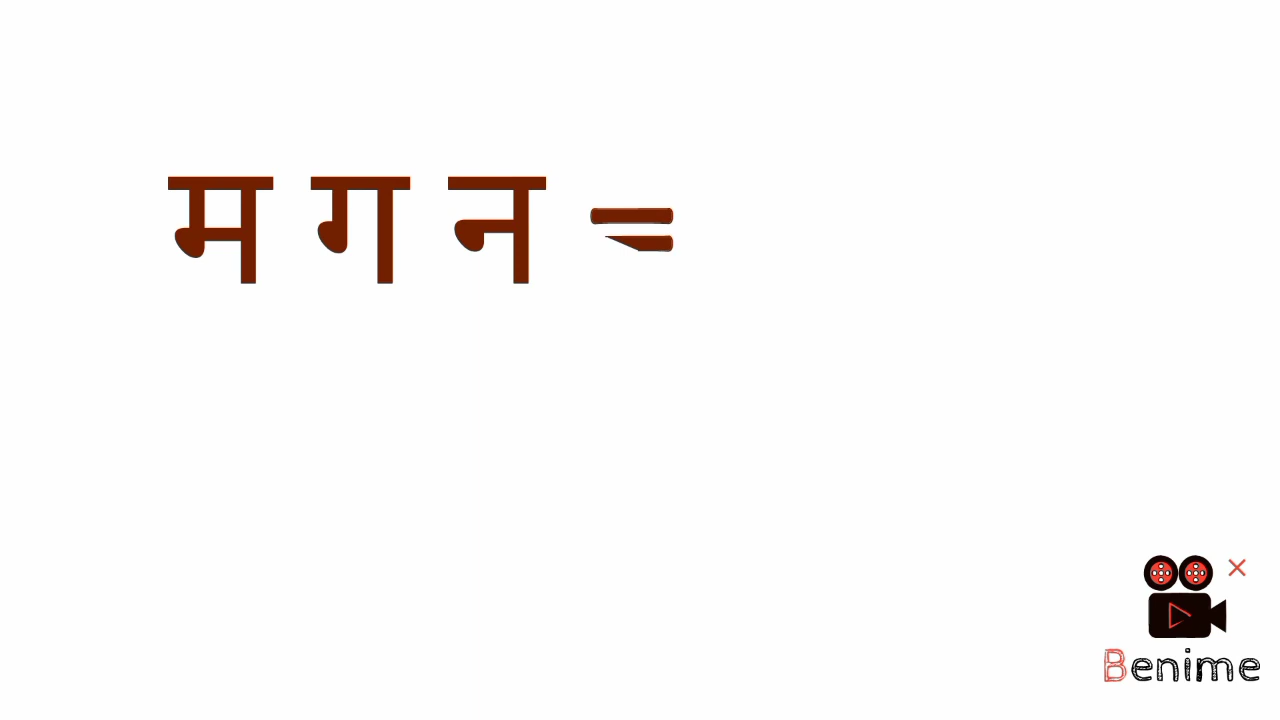 म ग न =
Benime